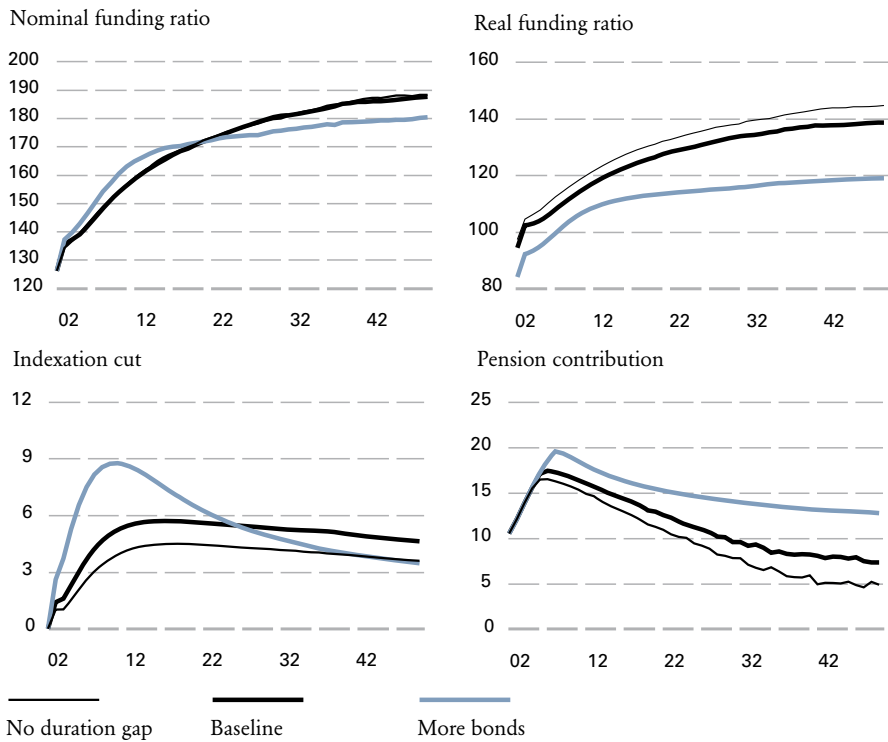 Nominal funding ratio
200
190
180
170
160
150
140
130
120
02 12 22 32 42
Real funding ratio
160
140
120
100
80
02 12 22 32 42
Indexation cut
12
9
6
3
0
02 12 22 32 42
Pension contribution
25
20
15
10
5
0
02 12 22 32 42
No duration gap
Baseline
More bonds